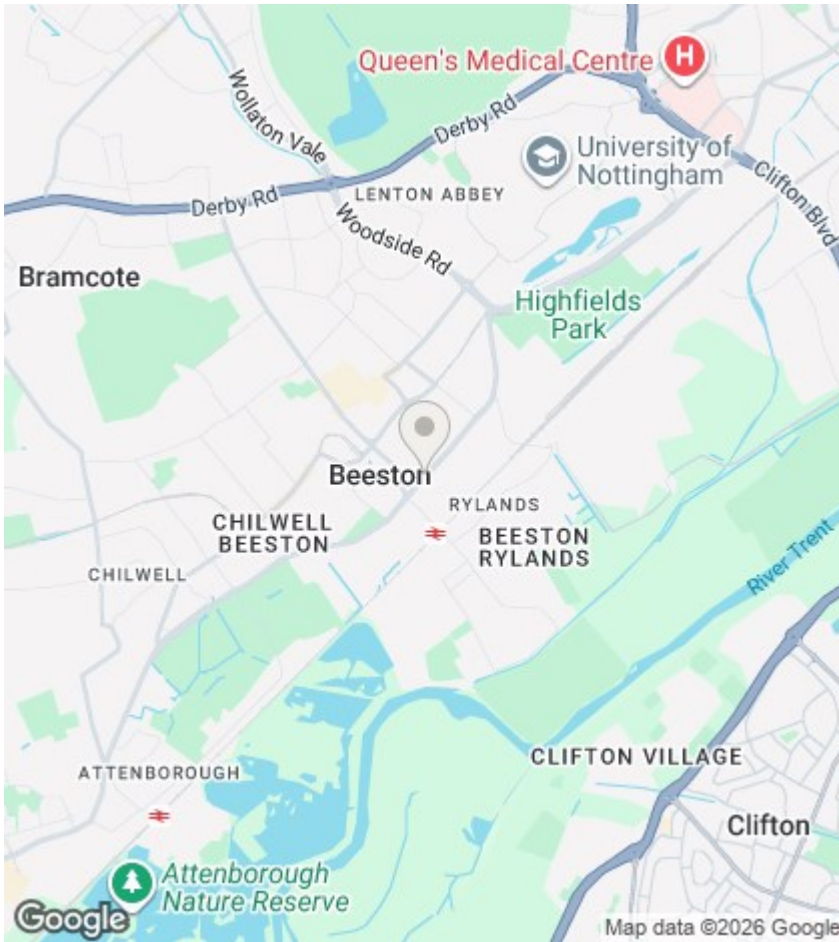 Queen's Medical Centre
H
Wollaton Vale
Derby Rd
University of
Nottingham
LENTON ABBEY
Derby Rd
Clifton Blvd
Woodside Rd
Bramcote
Highfields
Park
Beeston
RYLANDS
CHILWELL
BEESTON
BEESTON
RYLANDS
CHILWELL
River Trent
CLIFTON VILLAGE
ATTENBOROUGH
Clifton
Attenborough
Nature Reserve
Google
Map data ©2026 Google